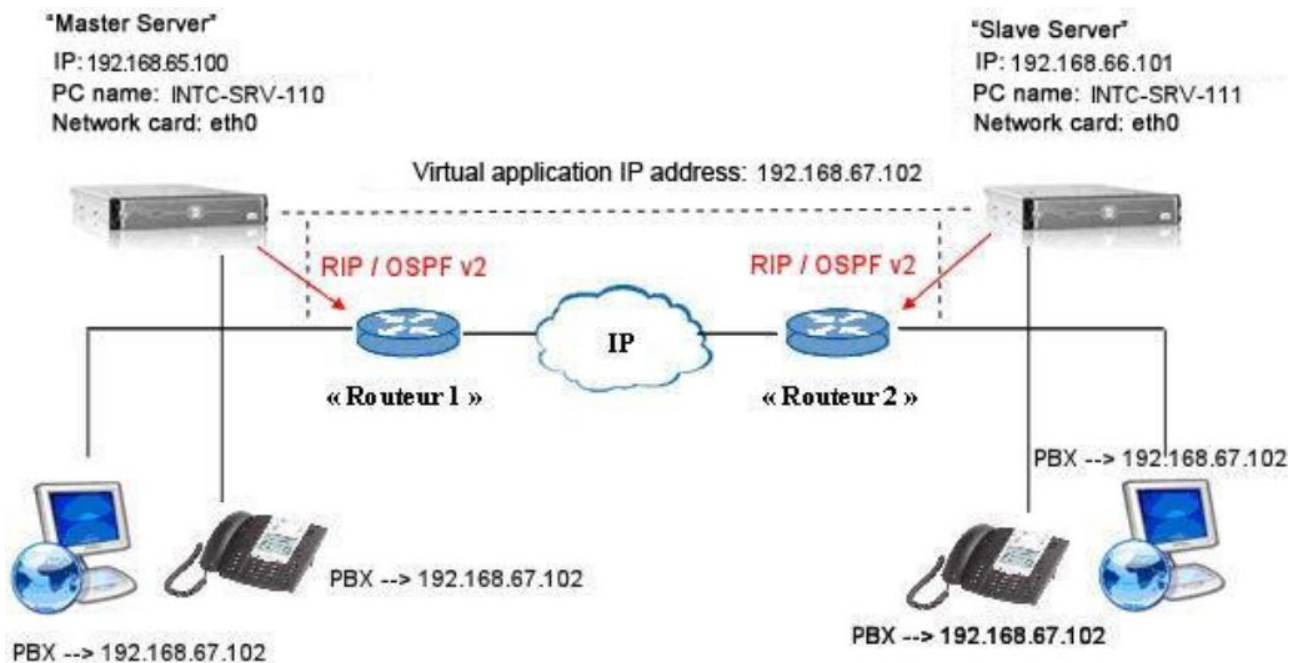 "Master Server"
IP: 192.168.65.100
PC name: INTC-SRV-110
Network card: eth0
"Slave Server"
IP: 192.168.66.101
PC name: INTC-SRV-111
Network card: eth0
Virtual application IP address: 192.168.67.102
RIP / OSPF v2
RIP / OSPF v2
IP
« Routeur 1 »
« Routeur 2 »
PBX --> 192.168.67.102
PBX --> 192.168.67.102
PBX --> 192.168.67.102
PBX --> 192.168.67.102